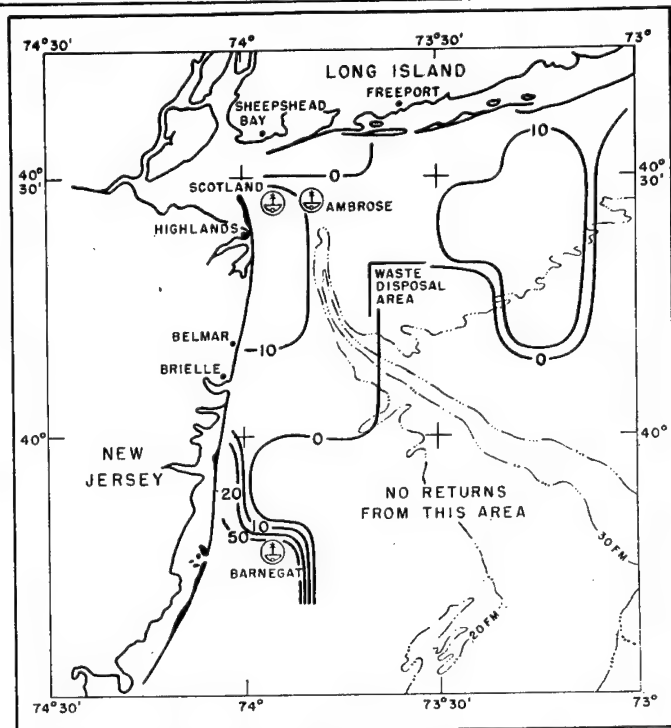 74° 30'
74°
73° 30'
73°
LONG ISLAND
FREEPORT
SHEEPSHEAD
BAY
10
40°
30'
40°
30'
0
SCOTLAND
AMBROSE
HIGHLANDS
WASTE
DISPOSAL
AREA
BELMAR
10
0
BRIELLE
40°
0
40°
NEW
JERSEY
NO RETURNS
FROM THIS AREA
20
10
50
30 FM
BARNEGAT
20 FM
74°
30'
74°
73° 30'
73°